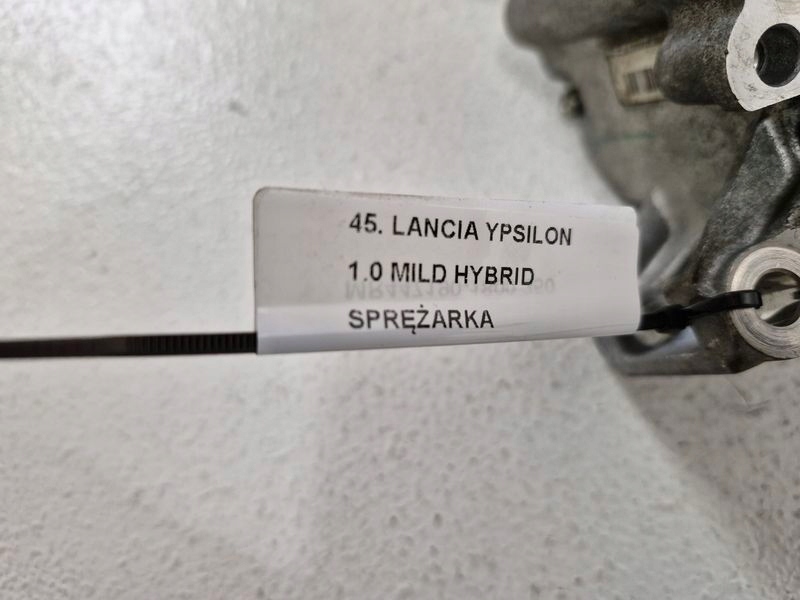 45. LANCIA YPSILON
1.0 MILD HYBRID
SPRĘŻARKA